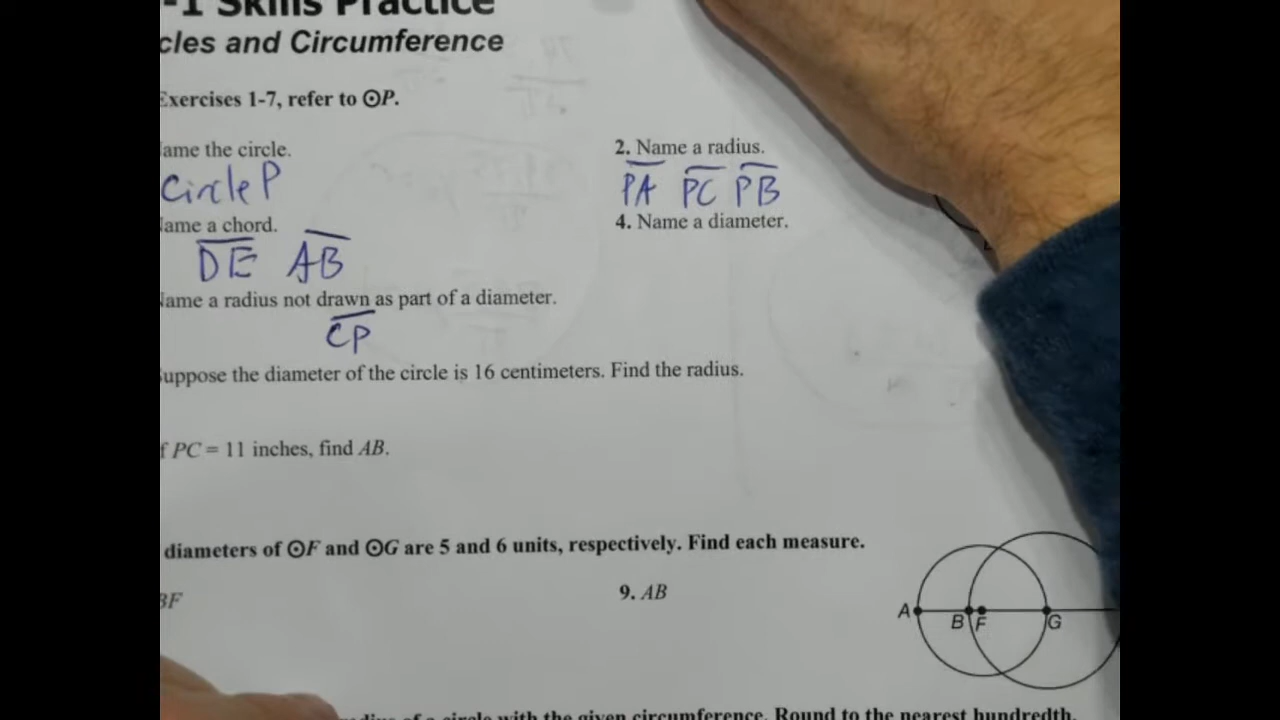 -1 Skills Practice
cles and Circumference
Exercises 1-7, refer to ⊙P.
ame the circle.
Circle P
2. Name a radius.
PA PC PB
ame a chord.
DE AB
4. Name a diameter.
Name a radius not drawn as part of a diameter.
CP
uppose the diameter of the circle is 16 centimeters. Find the radius.
f PC = 11 inches, find AB.
diameters of ⊙F and ⊙G are 5 and 6 units, respectively. Find each measure.
BF
9. AB
A B F G
of a circle with the given circumference. Round to the nearest hundredth.